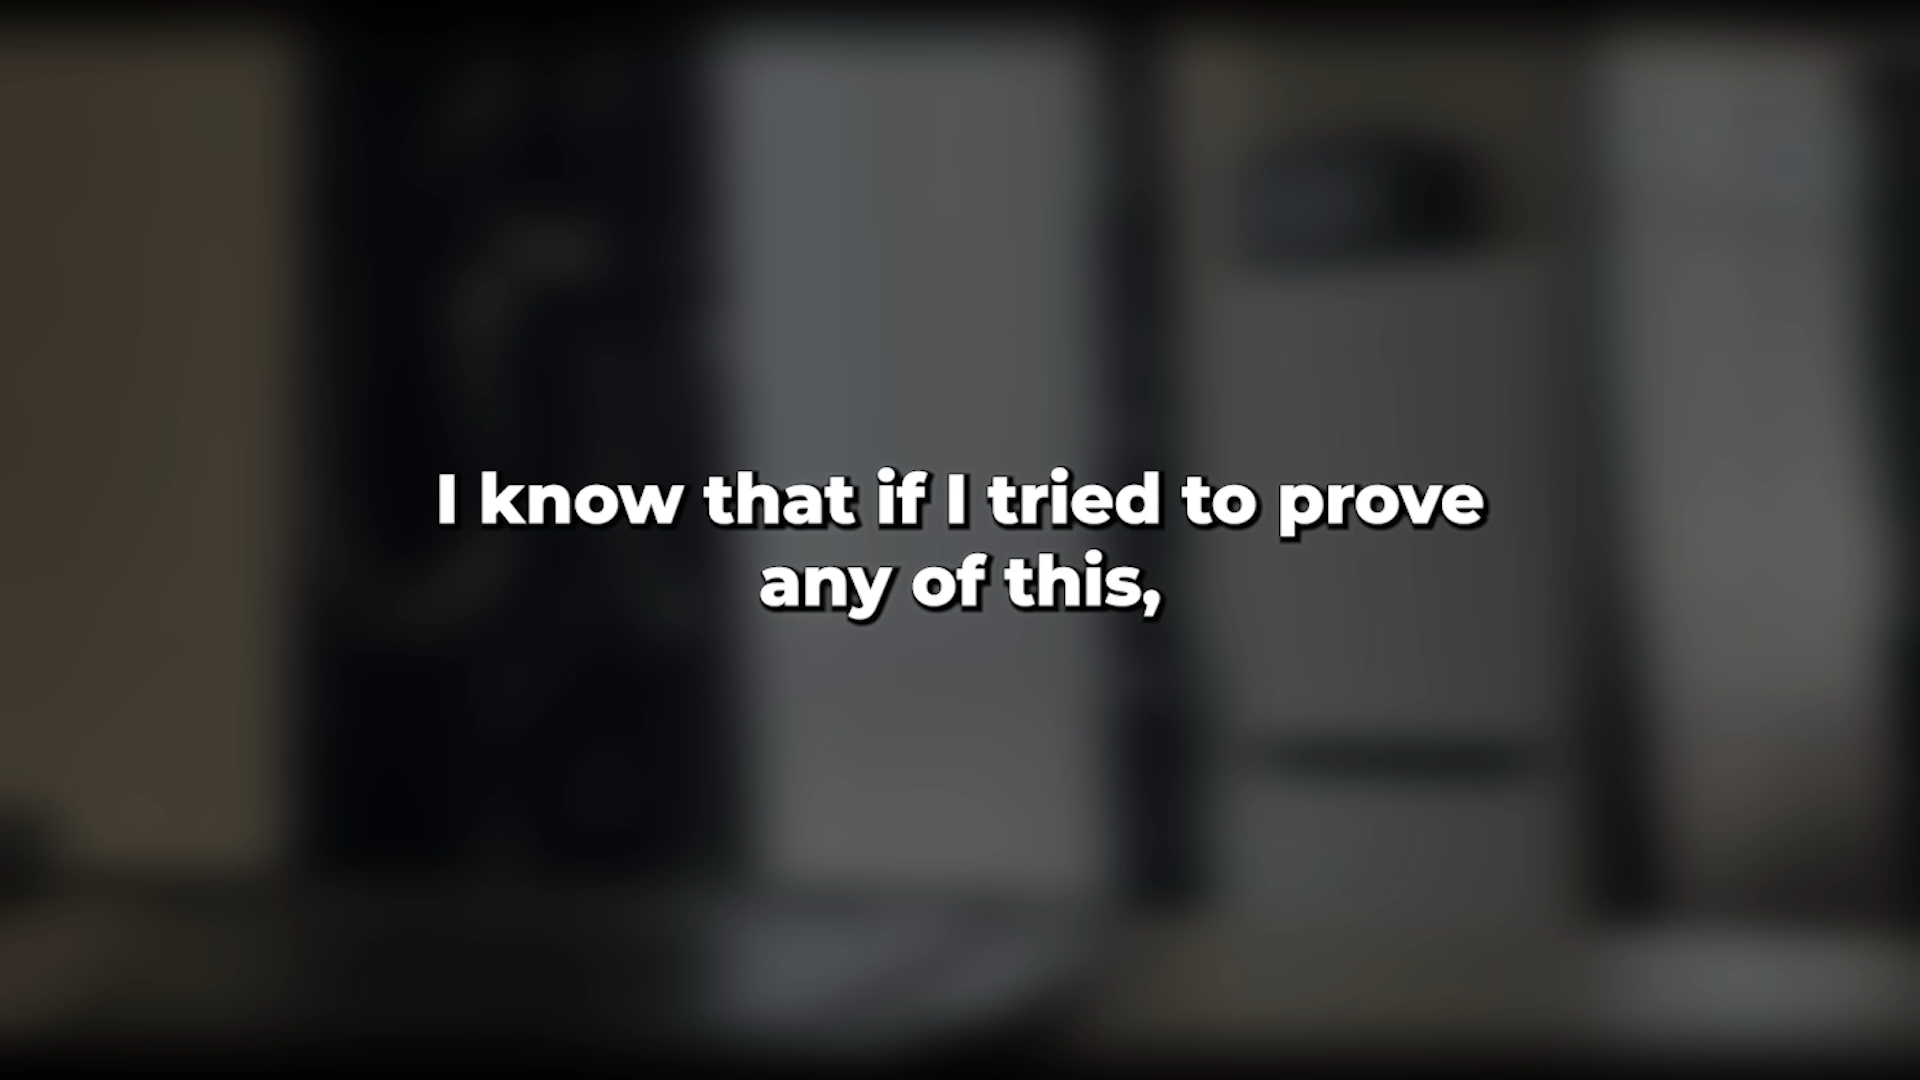 I know that if I tried to prove
any of this,